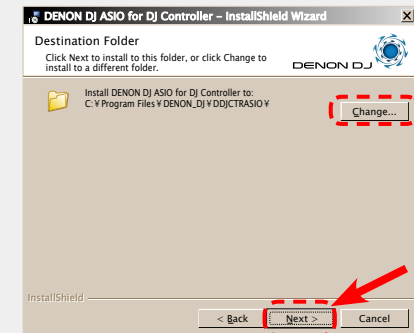 DENON DJ ASIO for DJ Controller – InstallShield Wizard
Destination Folder
Click Next to install to this folder, or click Change to
install to a different folder.
DENON DJ
Install DENON DJ ASIO for DJ Controller to:
C:¥Program Files¥DENON_DJ¥DDJCTRASIO¥
Change...
InstallShield
< Back
Next >
Cancel